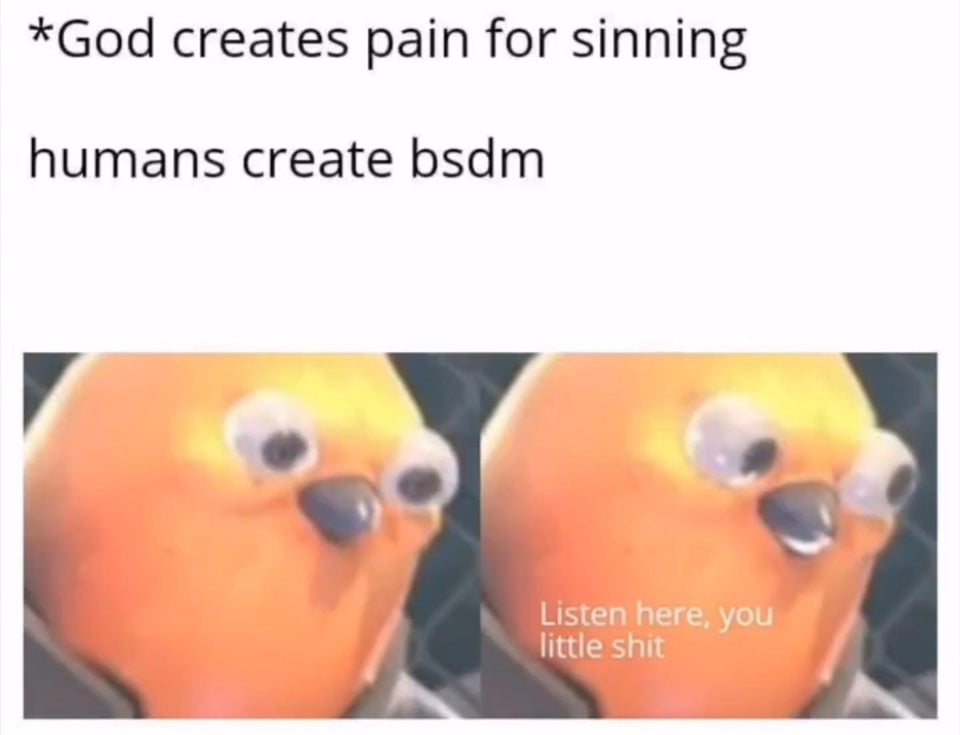 *God creates pain for sinning
humans create bsdm
Listen here, you
little shit